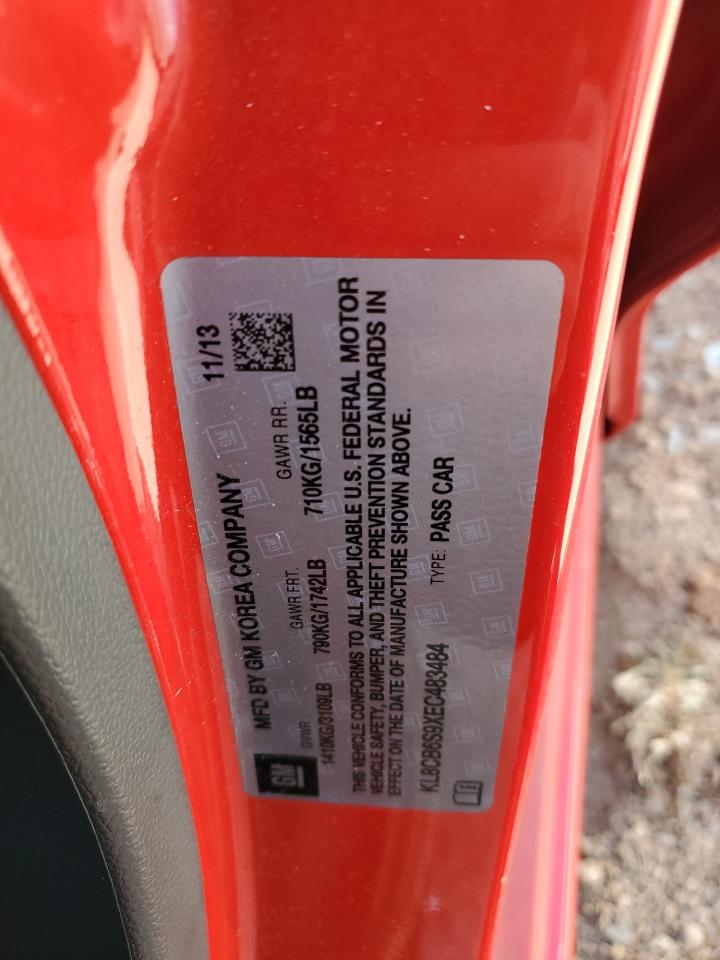 MFD BY GM KOREA COMPANY 11/13
GM
GVWR GAWR FRT. GAWR RR.
1410KG/3109LB 790KG/1742LB 710KG/1565LB
THIS VEHICLE CONFORMS TO ALL APPLICABLE U.S. FEDERAL MOTOR
VEHICLE SAFETY, BUMPER, AND THEFT PREVENTION STANDARDS IN
EFFECT ON THE DATE OF MANUFACTURE SHOWN ABOVE.
KL8CB6S9XEC483484 TYPE: PASS CAR